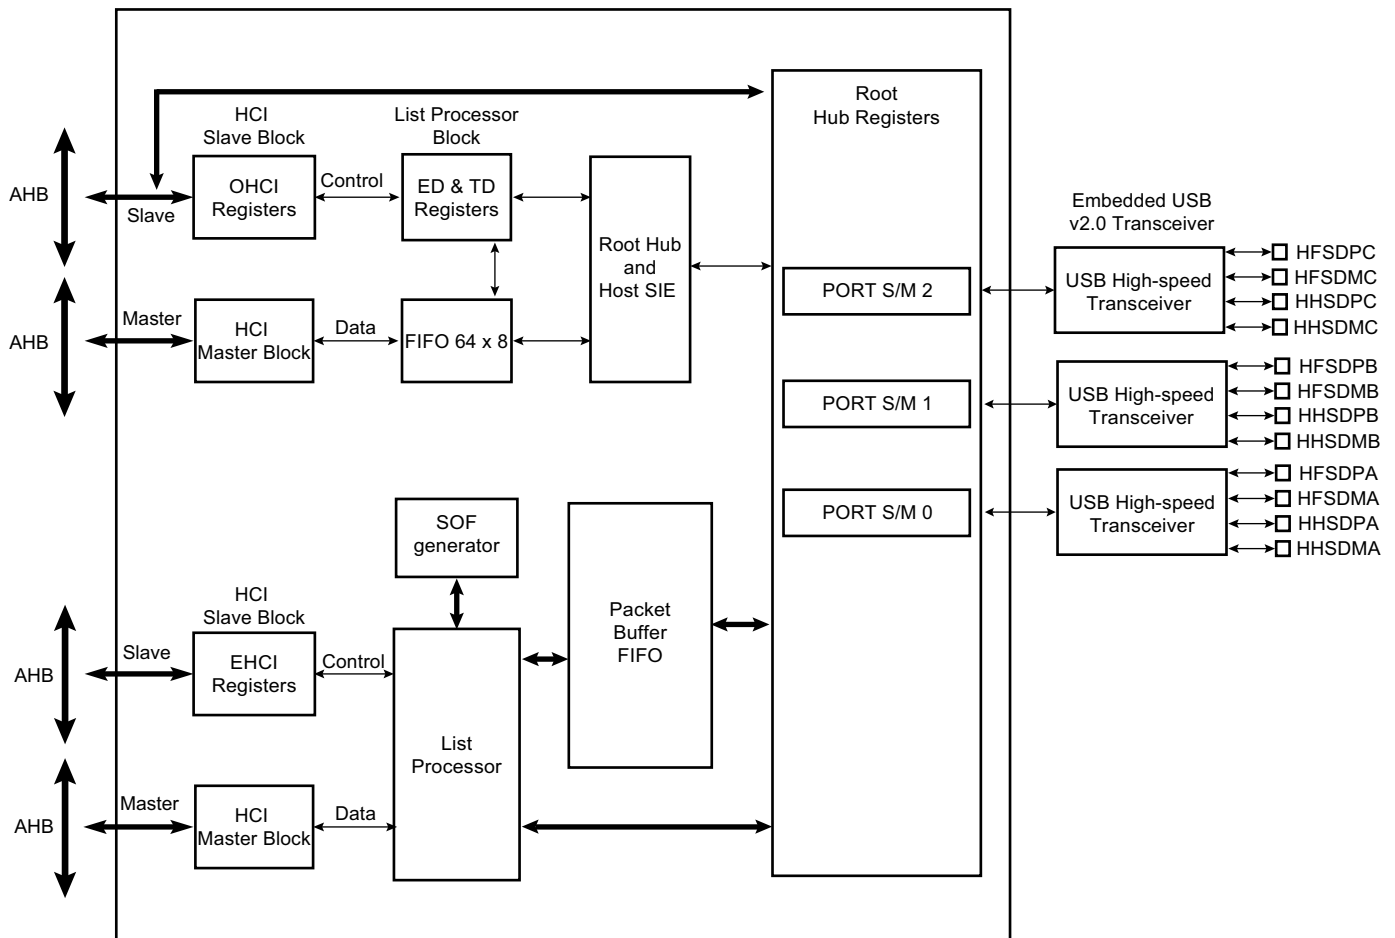 Root
Hub Registers
HCI
Slave Block
List Processor
Block
AHB
Slave
OHCI
Registers
Control
ED & TD
Registers
Root Hub
and
Host SIE
Embedded USB
v2.0 Transceiver
PORT S/M 2
USB High-speed
Transceiver
HFSDPC
HFSDMC
HHSDPC
HHSDMC
AHB
Master
HCI
Master Block
Data
FIFO 64 x 8
PORT S/M 1
USB High-speed
Transceiver
HFSDPB
HFSDMB
HHSDPB
HHSDMB
PORT S/M 0
USB High-speed
Transceiver
HFSDPA
HFSDMA
HHSDPA
HHSDMA
SOF
generator
Packet
Buffer
FIFO
HCI
Slave Block
AHB
Slave
EHCI
Registers
Control
List
Processor
AHB
Master
HCI
Master Block
Data